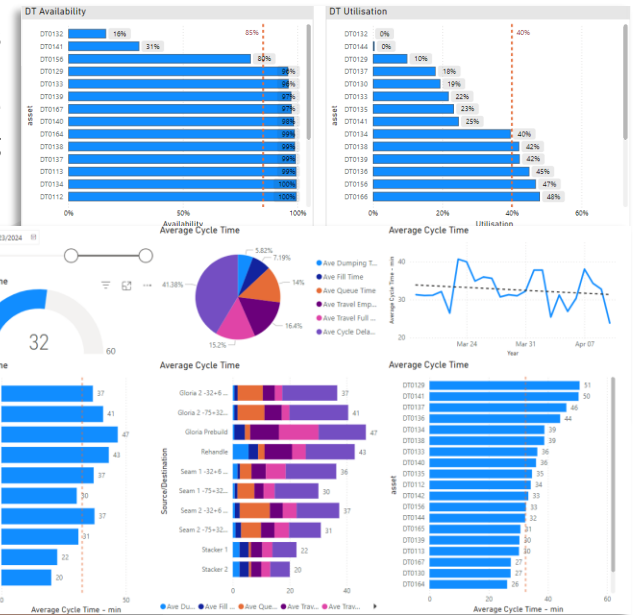 DT Availability
85%
DT0132 16%
DT0141 31%
DT0156 80%
DT0129 96%
DT0133 96%
DT0139 97%
DT0167 97%
DT0140 98%
DT0164 99%
DT0138 99%
DT0137 99%
DT0113 99%
DT0134 100%
DT0112 100%
asset
0% 50% 100%
Availability
DT Utilisation
40%
DT0132 0%
DT0144 0%
DT0129 10%
DT0137 18%
DT0130 19%
DT0133 22%
DT0135 23%
DT0141 25%
DT0134 40%
DT0138 42%
DT0139 42%
DT0136 45%
DT0156 47%
DT0166 48%
asset
0% 20% 40% 60%
Utilisation
3/2024
me
32
60
Average Cycle Time
5.82%
7.19%
14%
16.4%
15.2%
41.38%
Ave Dumping T...
Ave Fill Time
Ave Queue Time
Ave Travel Emp...
Ave Travel Full ...
Ave Cycle Dela...
Average Cycle Time
Average Cycle Time - min
40
30
20
Mar 24 Mar 31 Apr 07
Year
me
37
41
47
43
37
30
37
31
22
20
50
Average Cycle Time - min
Average Cycle Time
Source/Destination
Gloria 2 -32+6 ... 37
Gloria 2 -75+32... 41
Gloria Prebuild 47
Rehandle 43
Seam 1 -32+6 ... 36
Seam 1 -75+32... 30
Seam 2 -32+6 ... 37
Seam 2 -75+32... 31
Stacker 1 22
Stacker 2 20
0 20 40
Ave Du... Ave Fill ... Ave Que... Ave Trav... Ave Trav...
Average Cycle Time
asset
DT0129 51
DT0141 50
DT0137 46
DT0136 44
DT0134 39
DT0138 39
DT0133 36
DT0140 36
DT0135 35
DT0112 34
DT0142 33
DT0156 33
DT0144 32
DT0165 31
DT0139 30
DT0113 30
DT0167 27
DT0130 27
DT0164 26
0 20 40 60
Average Cycle Time - min